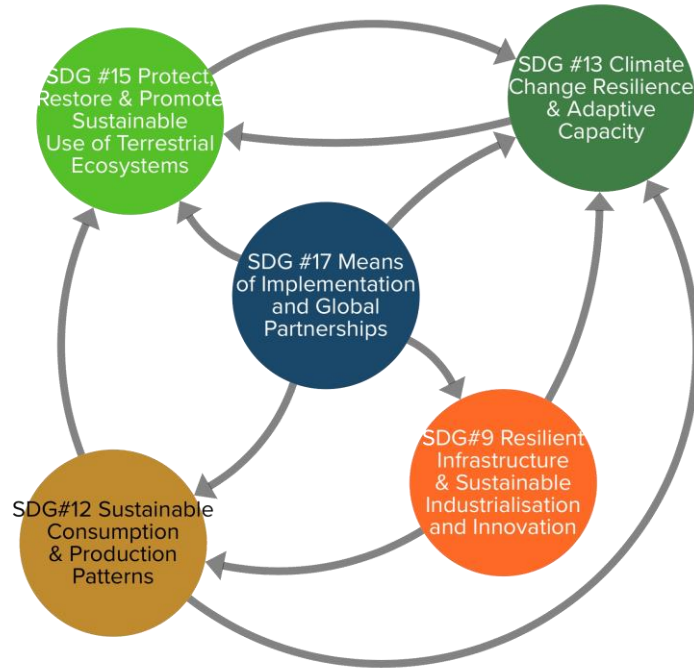 SDG #15 Protect,
Restore & Promote
Sustainable
Use of Terrestrial
Ecosystems
SDG #13 Climate
Change Resilience
& Adaptive
Capacity
SDG #17 Means
of Implementation
and Global
Partnerships
SDG#9 Resilient
Infrastructure
& Sustainable
Industrialisation
and Innovation
SDG#12 Sustainable
Consumption
& Production
Patterns